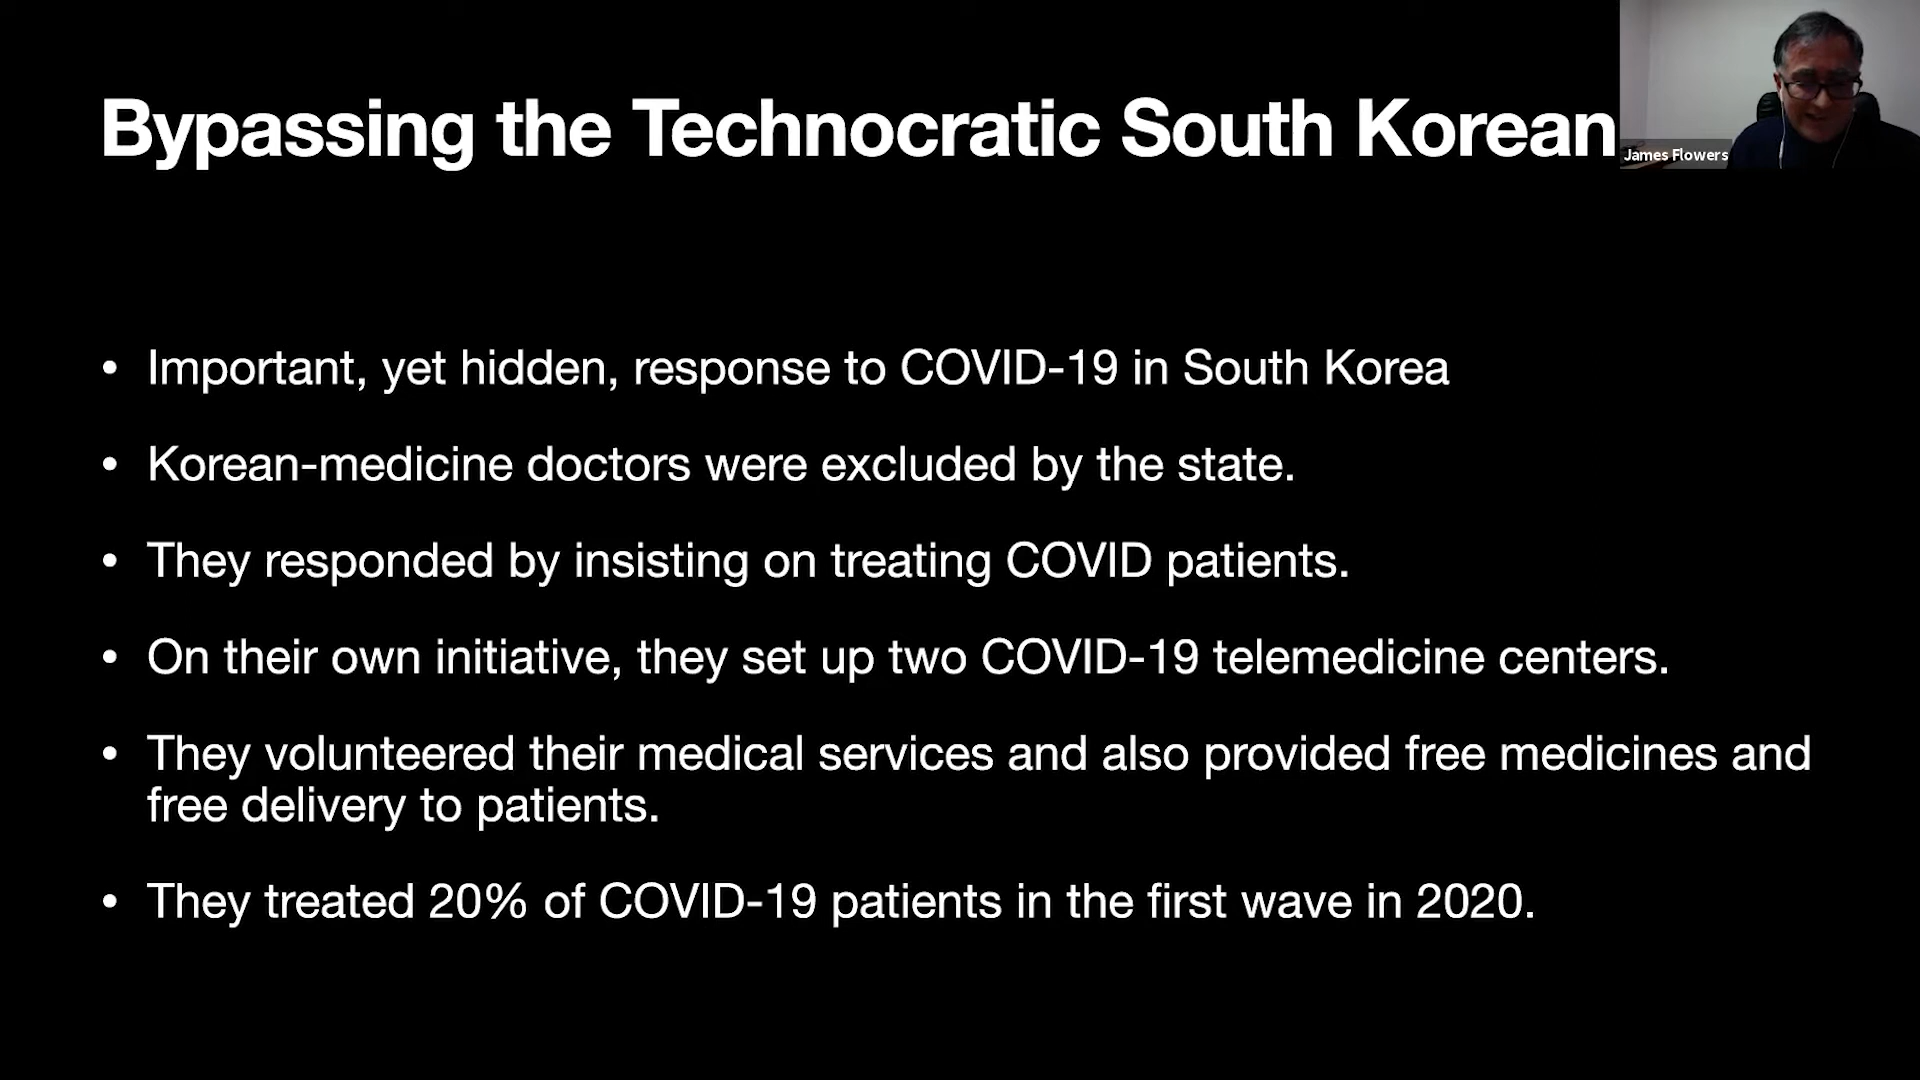 Bypassing the Technocratic South Korean
James Flowers
• Important, yet hidden, response to COVID-19 in South Korea
• Korean-medicine doctors were excluded by the state.
• They responded by insisting on treating COVID patients.
• On their own initiative, they set up two COVID-19 telemedicine centers.
• They volunteered their medical services and also provided free medicines and
free delivery to patients.
• They treated 20% of COVID-19 patients in the first wave in 2020.